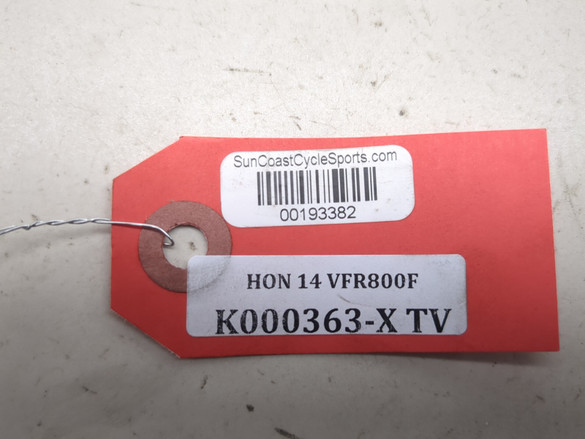 SunCoastCycleSports.com
00193382
HON 14 VFR800F
K000363-X TV